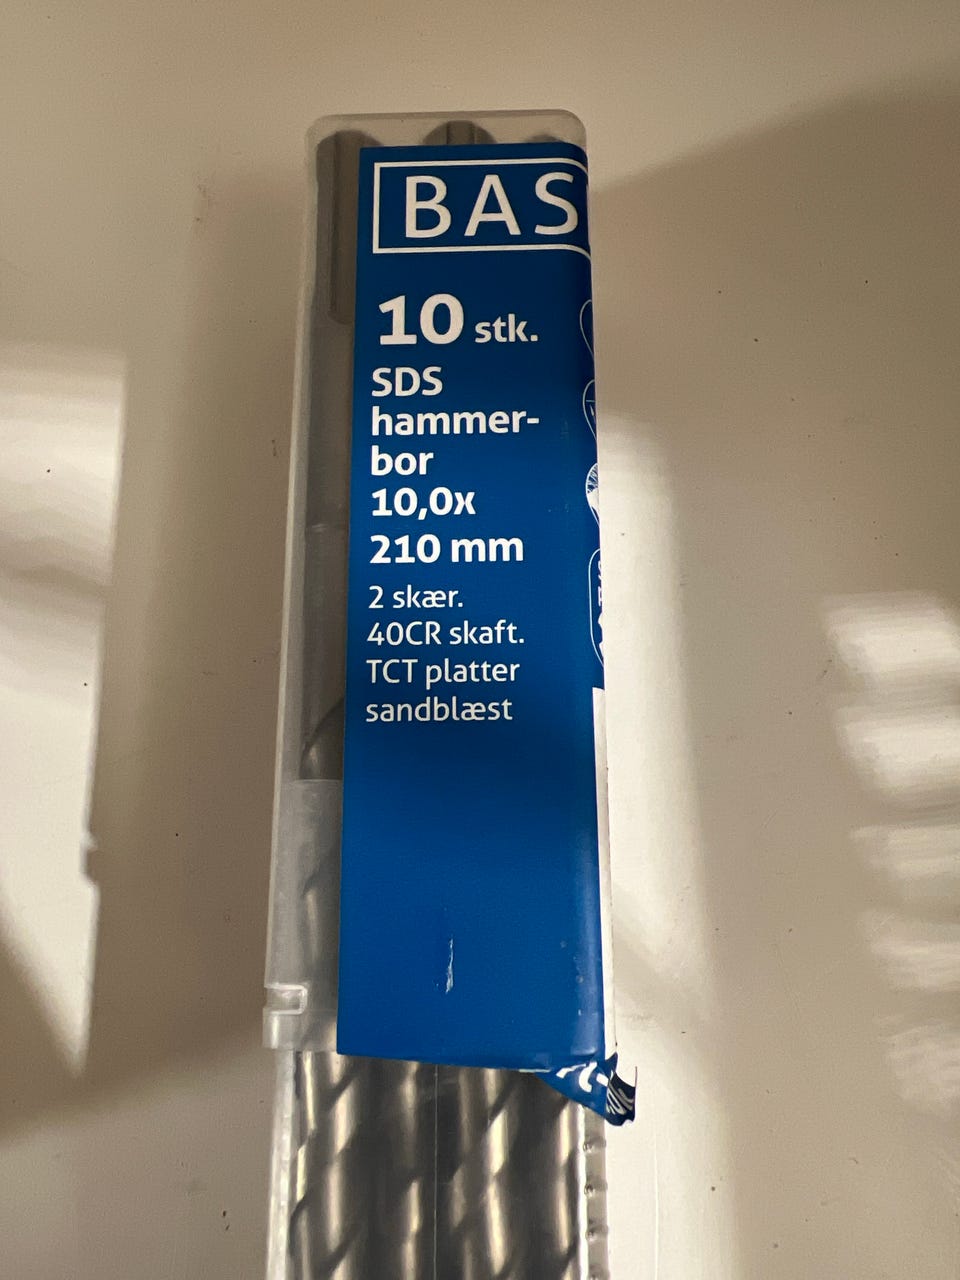 BAS
10 stk.
SDS
hammer-
bor
10,0x
210 mm
2 skær.
40CR skaft.
TCT platter
sandblæst